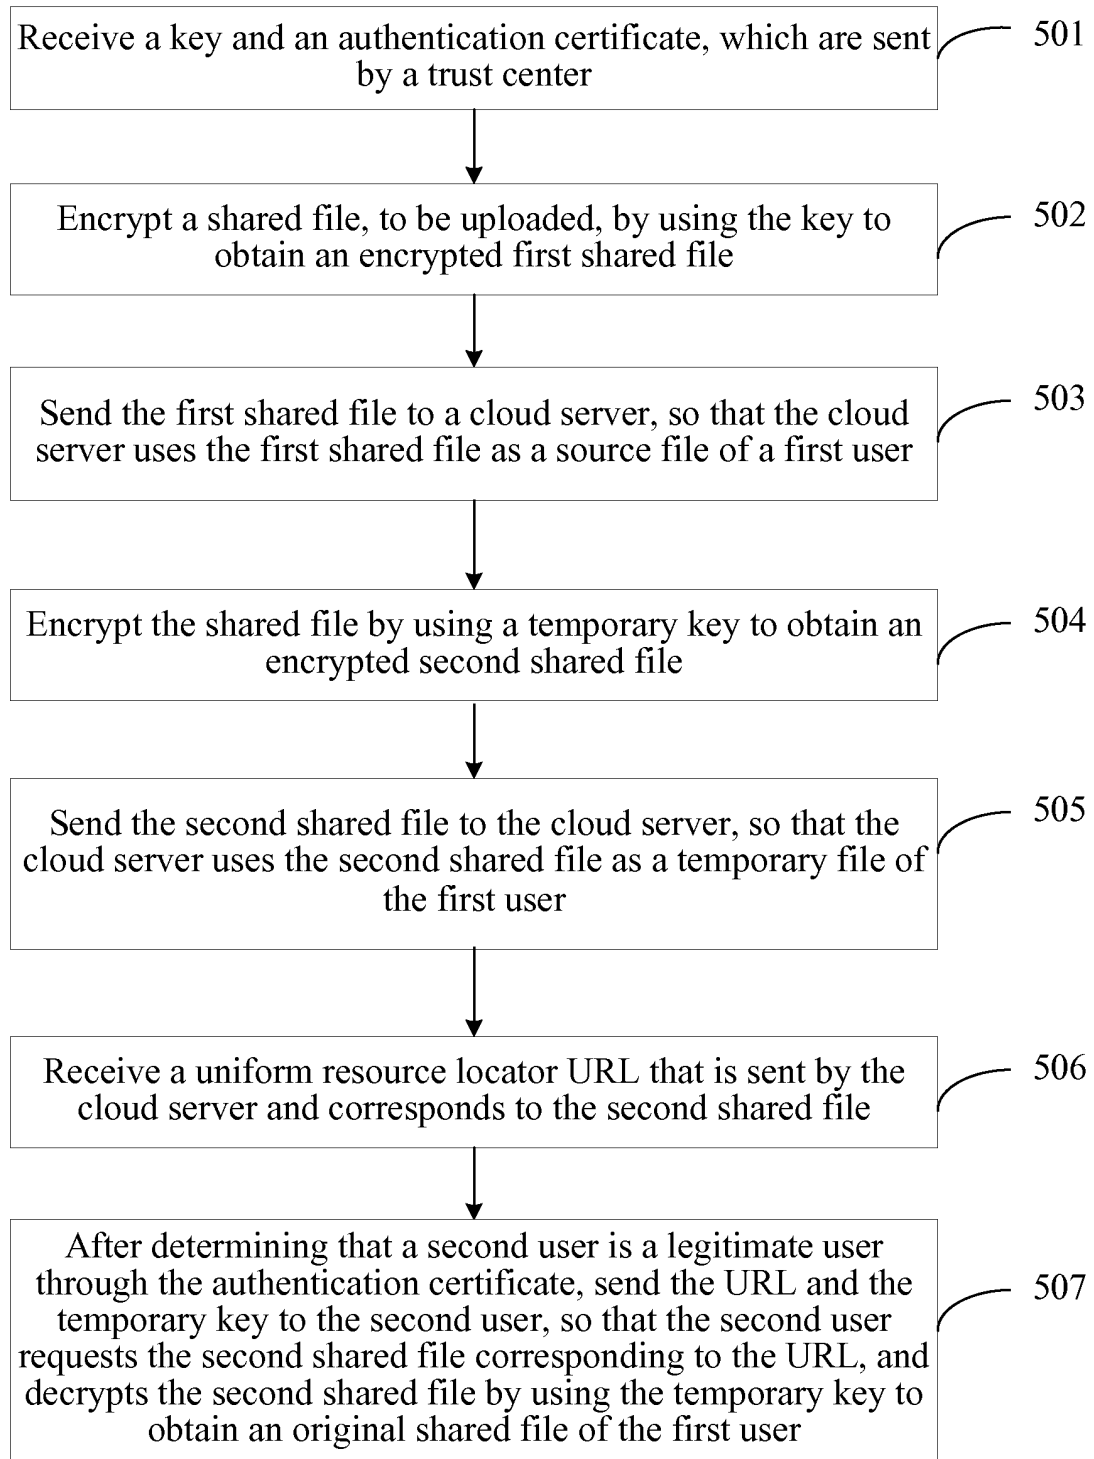 Receive a key and an authentication certificate, which are sent
by a trust center
501
Encrypt a shared file, to be uploaded, by using the key to
obtain an encrypted first shared file
502
Send the first shared file to a cloud server, so that the cloud
server uses the first shared file as a source file of a first user
503
Encrypt the shared file by using a temporary key to obtain an
encrypted second shared file
504
Send the second shared file to the cloud server, so that the
cloud server uses the second shared file as a temporary file of
the first user
505
Receive a uniform resource locator URL that is sent by the
cloud server and corresponds to the second shared file
506
After determining that a second user is a legitimate user
through the authentication certificate, send the URL and the
temporary key to the second user, so that the second user
requests the second shared file corresponding to the URL, and
decrypts the second shared file by using the temporary key to
obtain an original shared file of the first user
507